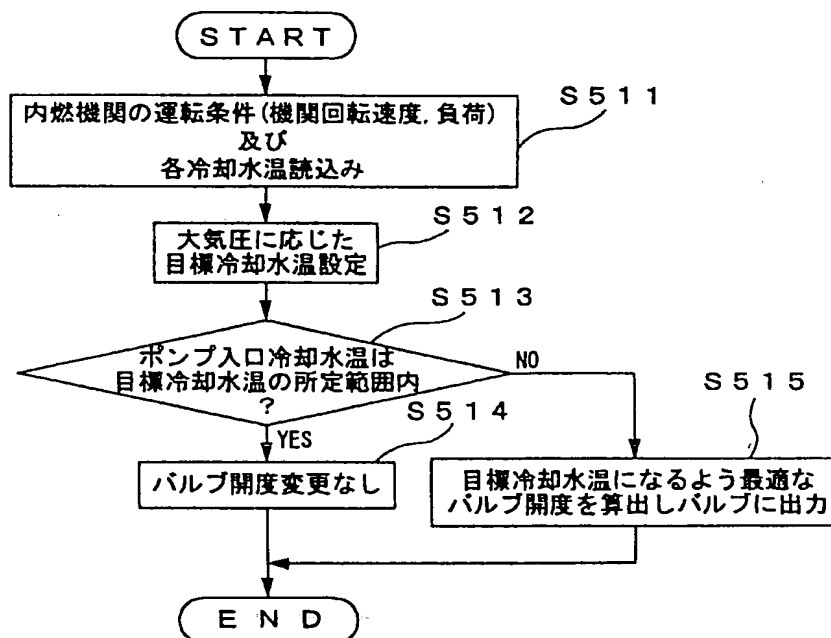 START
S511
内燃機関の運転条件(機関回転速度,負荷)
及び
各冷却水温読込み
S512
大気圧に応じた
目標冷却水温設定
S513
ポンプ入口冷却水温は
目標冷却水温の所定範囲内
?
NO
YES
S514
バルブ開度変更なし
S515
目標冷却水温になるよう最適な
バルブ開度を算出しバルブに出力
END